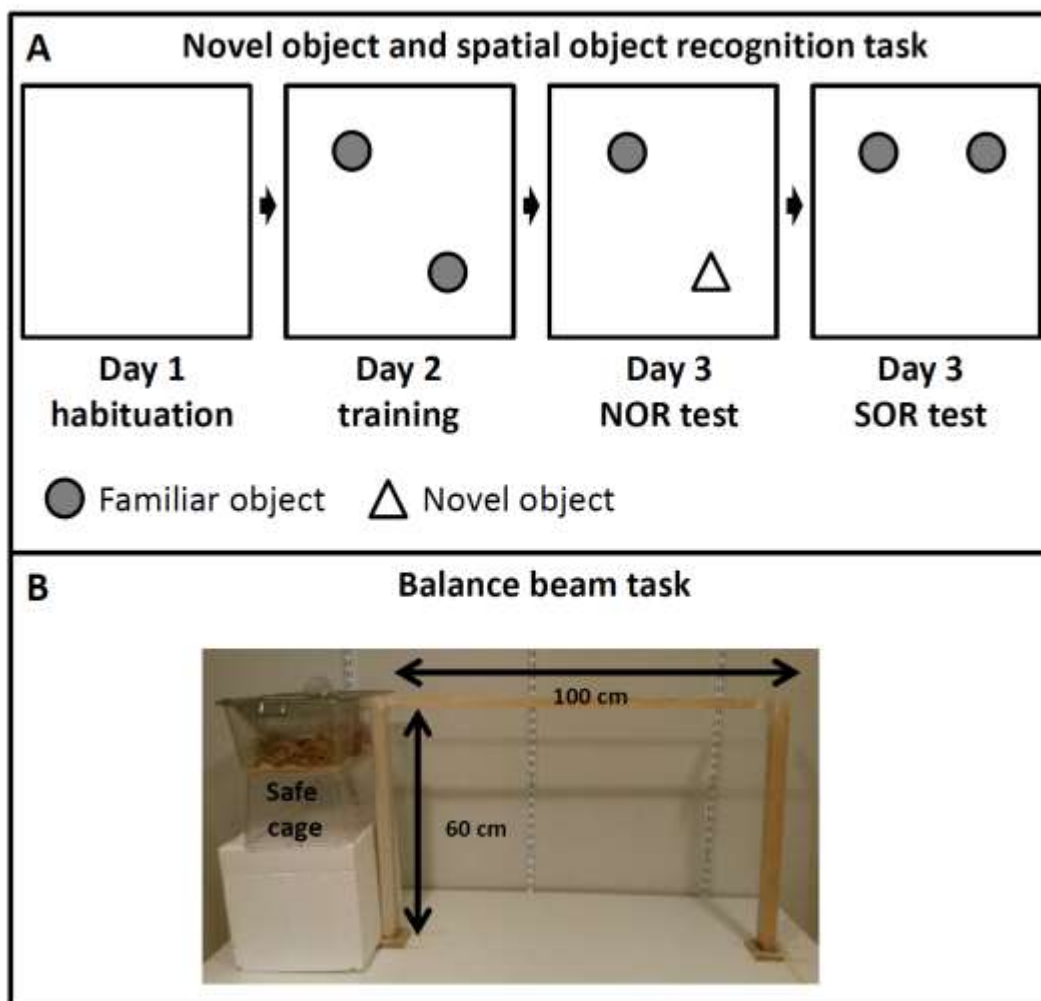 A
Novel object and spatial object recognition task
Day 1
habituation
Day 2
training
Day 3
NOR test
Day 3
SOR test
Familiar object
Novel object
B
Balance beam task
100 cm
Safe
cage
60 cm